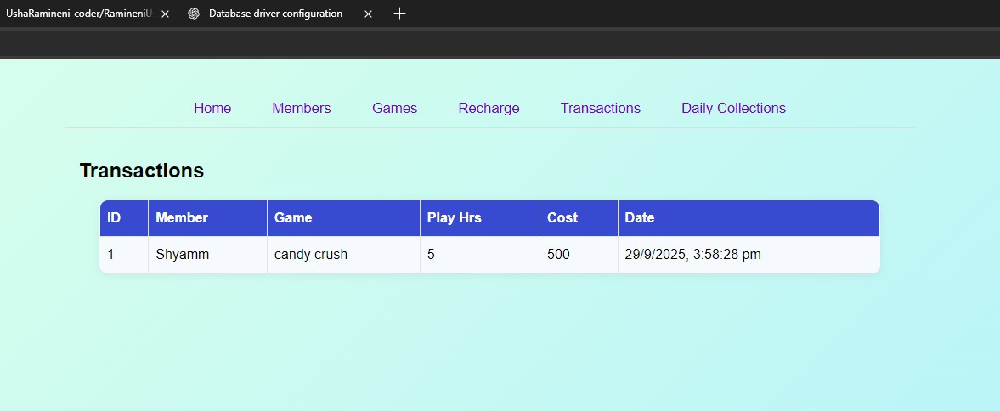 UshaRamineni-coder/RamineniU
Database driver configuration
Home Members Games Recharge Transactions Daily Collections
Transactions
ID Member Game Play Hrs Cost Date
1 Shyamm candy crush 5 500 29/9/2025, 3:58:28 pm